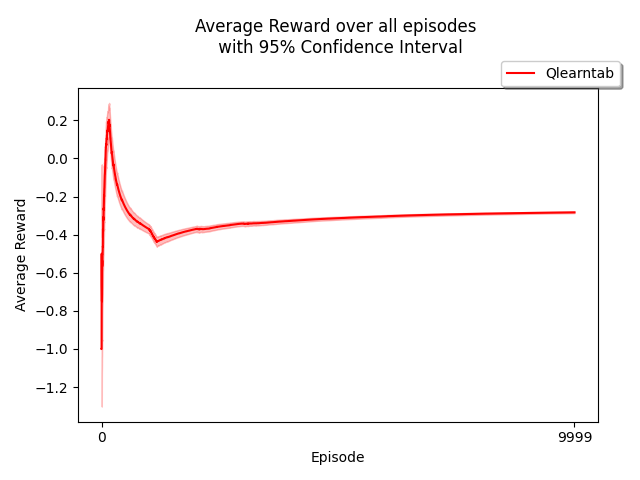 Average Reward over all episodes
with 95% Confidence Interval
Qlearntab
0.2
0.0
−0.2
−0.4
−0.6
−0.8
−1.0
−1.2
Average Reward
0
9999
Episode